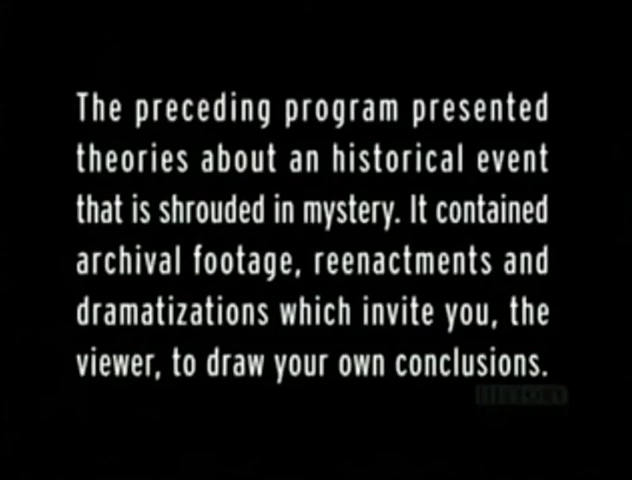 The preceding program presented
theories about an historical event
that is shrouded in mystery. It contained
archival footage, reenactments and
dramatizations which invite you, the
viewer, to draw your own conclusions.
HISTORY